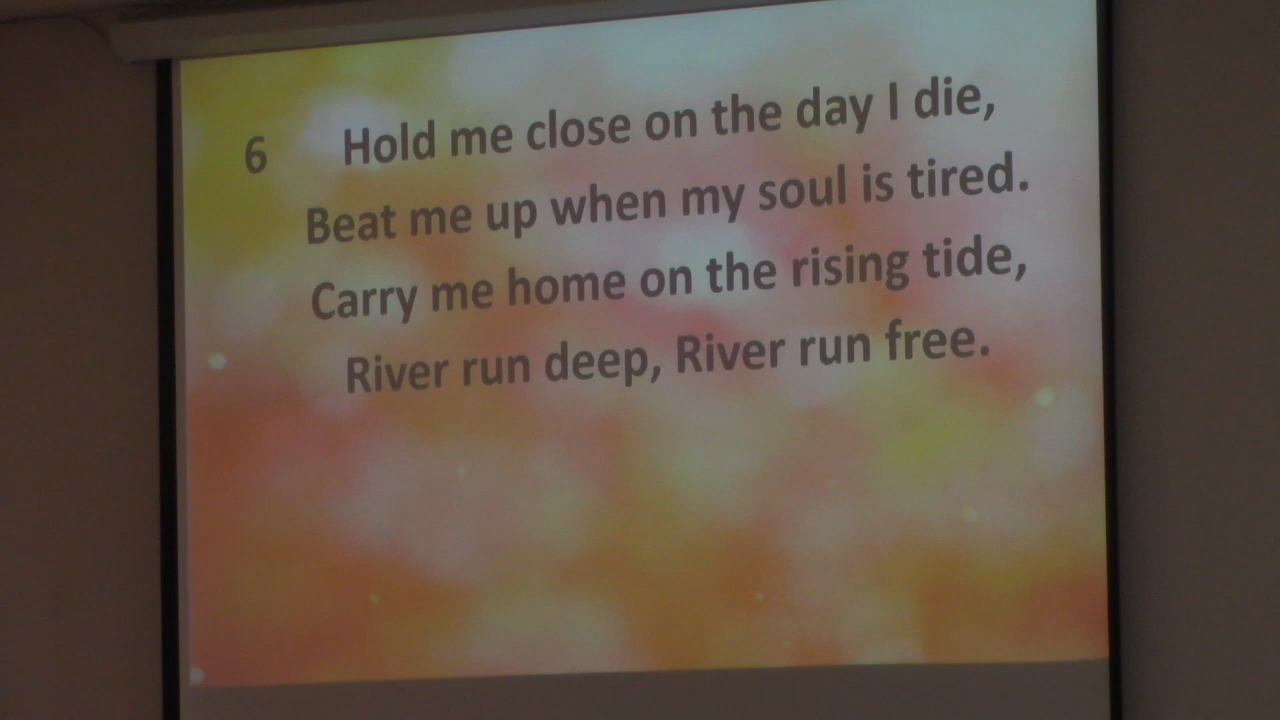 6 Hold me close on the day I die,
Beat me up when my soul is tired.
Carry me home on the rising tide,
River run deep, River run free.